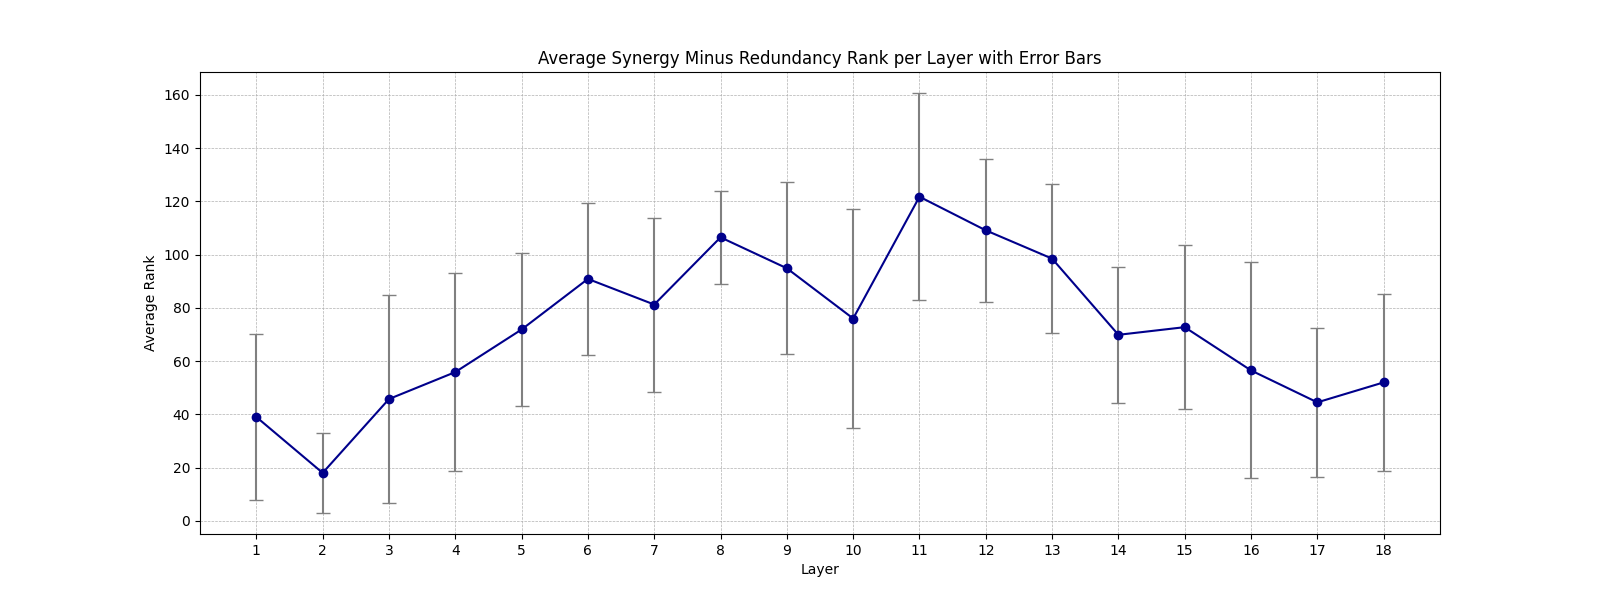 Average Synergy Minus Redundancy Rank per Layer with Error Bars
160
140
120
100
80
60
40
20
0
Average Rank
1 2 3 4 5 6 7 8 9 10 11 12 13 14 15 16 17 18
Layer